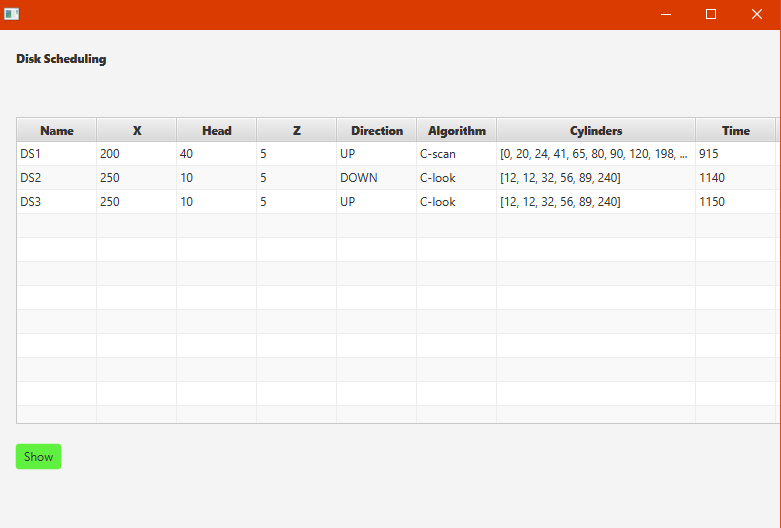 Disk Scheduling
Name X Head Z Direction Algorithm Cylinders Time
DS1 200 40 5 UP C-scan [0, 20, 24, 41, 65, 80, 90, 120, 198, ... 915
DS2 250 10 5 DOWN C-look [12, 12, 32, 56, 89, 240] 1140
DS3 250 10 5 UP C-look [12, 12, 32, 56, 89, 240] 1150
Show